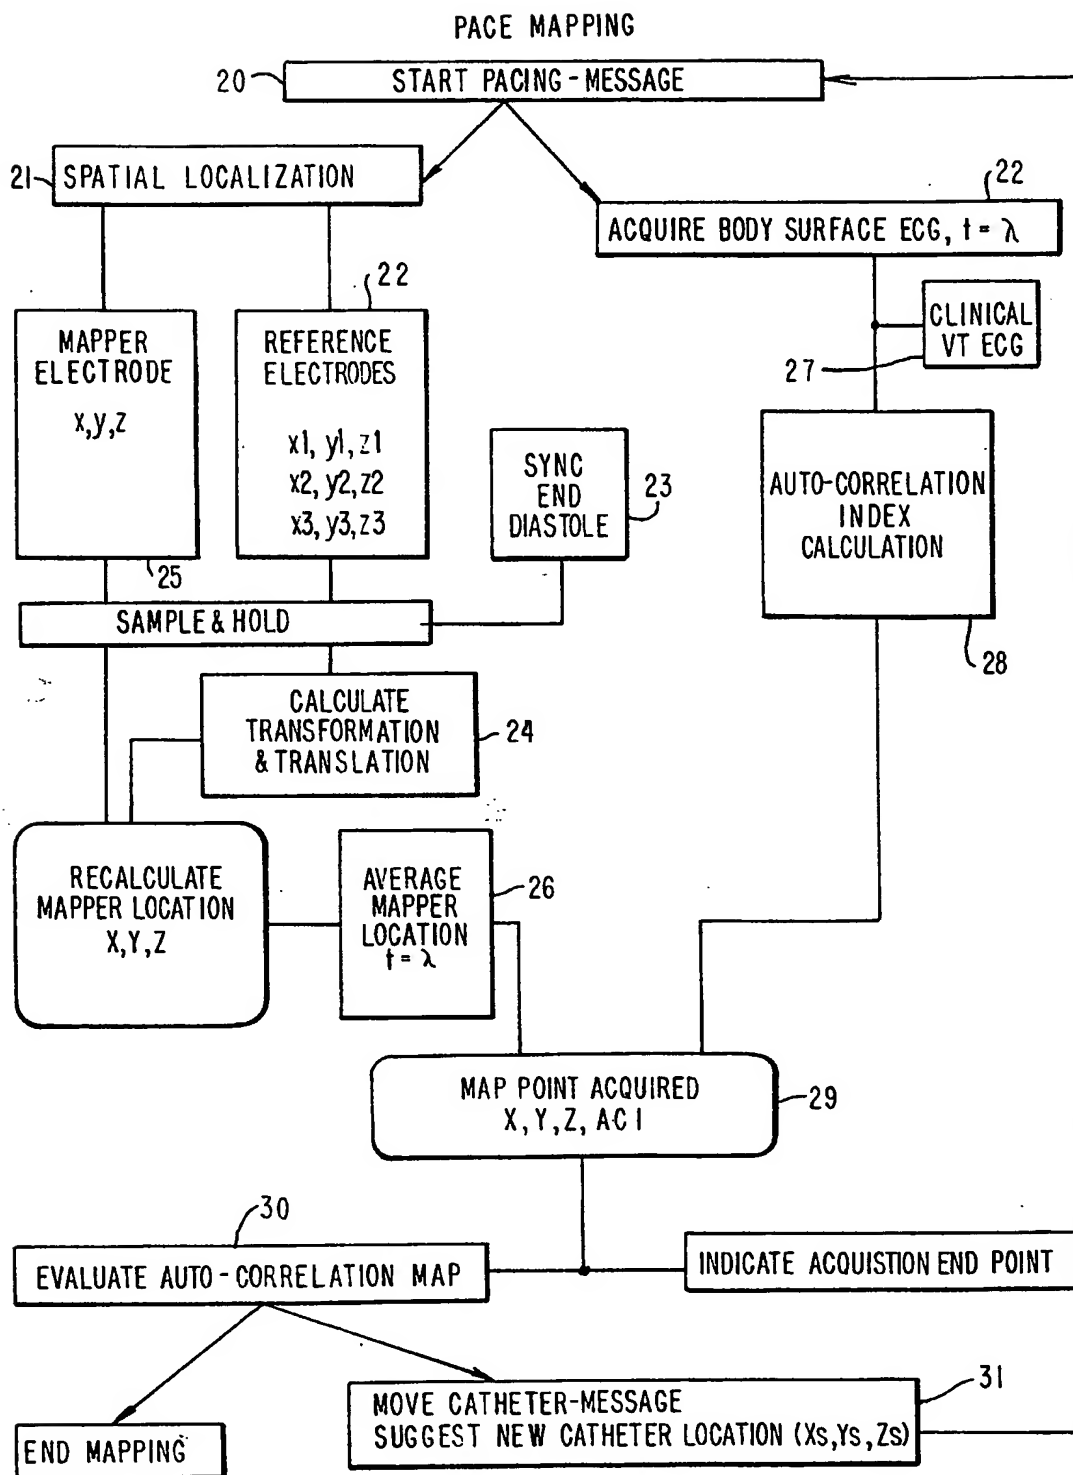 PACE MAPPING
20
START PACING-MESSAGE
21
SPATIAL LOCALIZATION
22
ACQUIRE BODY SURFACE ECG, t = λ
22
MAPPER
ELECTRODE
x,y,z
REFERENCE
ELECTRODES
x1, y1, z1
x2, y2, z2
x3, y3, z3
CLINICAL
VT ECG
27
SYNC
END
DIASTOLE
23
AUTO-CORRELATION
INDEX
CALCULATION
25
SAMPLE & HOLD
28
CALCULATE
TRANSFORMATION
& TRANSLATION
24
RECALCULATE
MAPPER LOCATION
X,Y,Z
AVERAGE
MAPPER
LOCATION
t = λ
26
MAP POINT ACQUIRED
X, Y, Z, ACI
29
30
EVALUATE AUTO-CORRELATION MAP
INDICATE ACQUISTION END POINT
31
MOVE CATHETER-MESSAGE
SUGGEST NEW CATHETER LOCATION (Xs,Ys,Zs)
END MAPPING